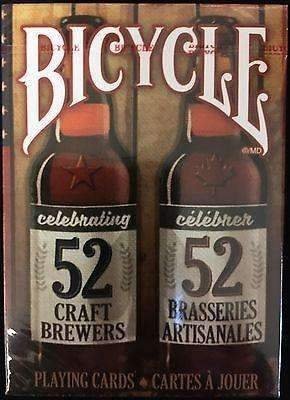 BICYCLE
®/MD
celebrating
52
CRAFT
BREWERS
célébrer
52
BRASSERIES
ARTISANALES
PLAYING CARDS ♠ CARTES À JOUER